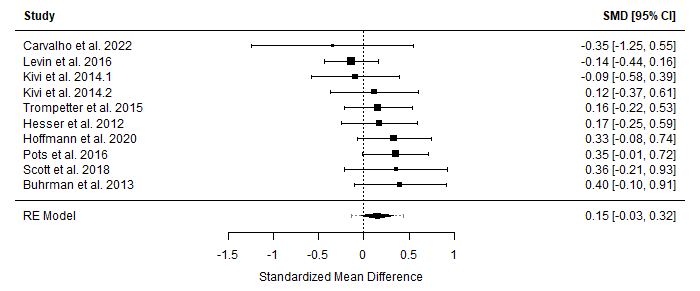 Study SMD [95% CI]
Carvalho et al. 2022 -0.35 [-1.25, 0.55]
Levin et al. 2016 -0.14 [-0.44, 0.16]
Kivi et al. 2014.1 -0.09 [-0.58, 0.39]
Kivi et al. 2014.2 0.12 [-0.37, 0.61]
Trompetter et al. 2015 0.16 [-0.22, 0.53]
Hesser et al. 2012 0.17 [-0.25, 0.59]
Hoffmann et al. 2020 0.33 [-0.08, 0.74]
Pots et al. 2016 0.35 [-0.01, 0.72]
Scott et al. 2018 0.36 [-0.21, 0.93]
Buhrman et al. 2013 0.40 [-0.10, 0.91]
RE Model 0.15 [-0.03, 0.32]
-1.5 -1 -0.5 0 0.5 1
Standardized Mean Difference